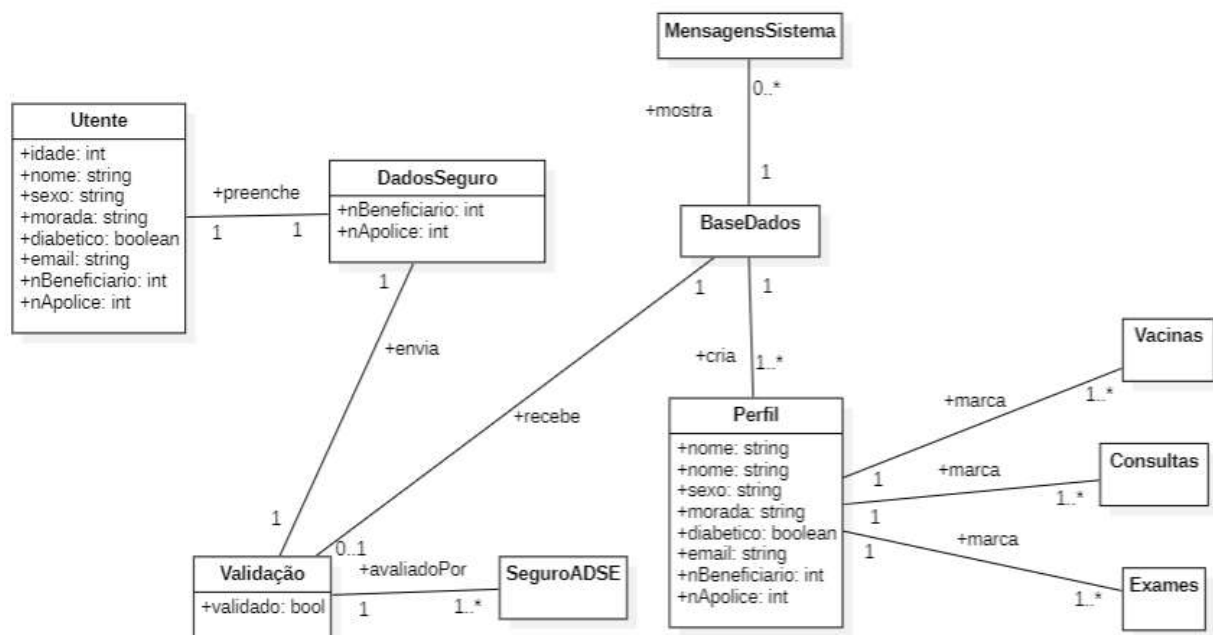 MensagensSistema
0..*
+mostra
1
Utente
+idade: int
+nome: string
+sexo: string
+morada: string
+diabetico: boolean
+email: string
+nBeneficiario: int
+nApolice: int
+preenche
1
1
DadosSeguro
+nBeneficiario: int
+nApolice: int
1
BaseDados
1
1
+envia
+cria
1..*
+recebe
Perfil
+nome: string
+nome: string
+sexo: string
+morada: string
+diabetico: boolean
+email: string
+nBeneficiario: int
+nApolice: int
Vacinas
1..*
+marca
1
Consultas
+marca
1..*
1
+marca
1
Exames
1..*
1
0..1
Validação
+validado: bool
+avaliadoPor
1
1..*
SeguroADSE